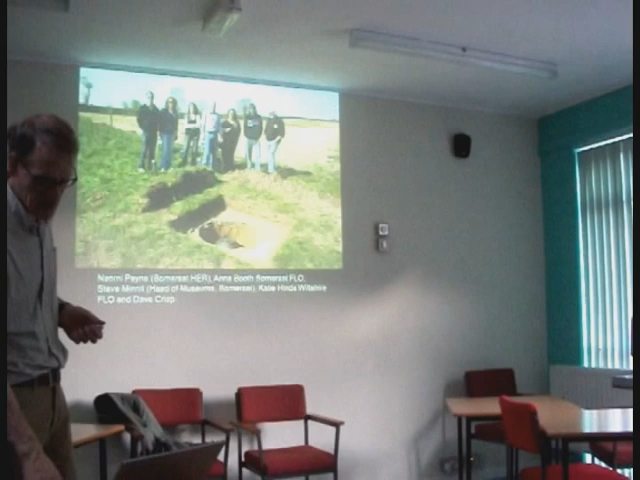 Naomi Payne (Somerset HER), Anna Booth Somerset FLO,
Steve Minnitt (Head of Museums, Somerset), Katie Hinds Wiltshire
FLO and Dave Crisp